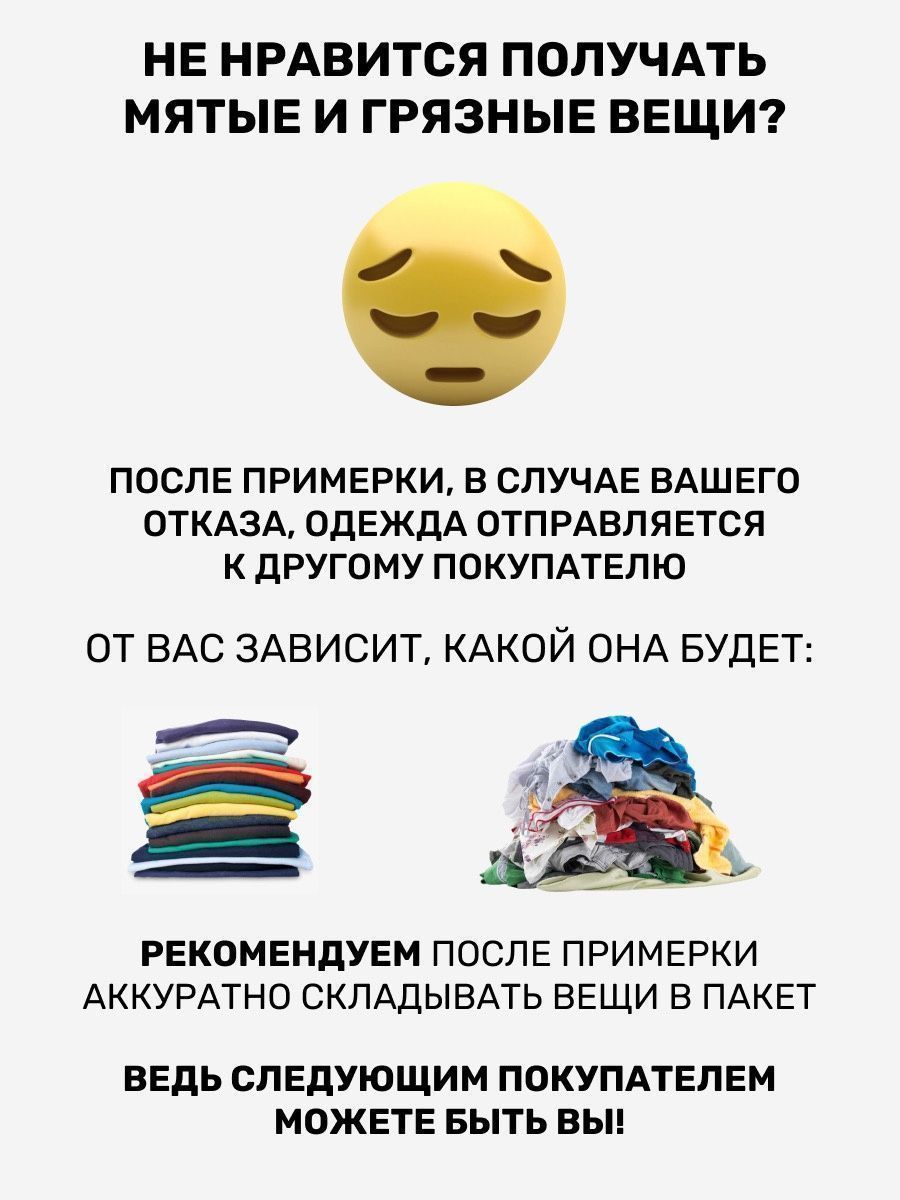 НЕ НРАВИТСЯ ПОЛУЧАТЬ
МЯТЫЕ И ГРЯЗНЫЕ ВЕЩИ?
ПОСЛЕ ПРИМЕРКИ, В СЛУЧАЕ ВАШЕГО
ОТКАЗА, ОДЕЖДА ОТПРАВЛЯЕТСЯ
К ДРУГОМУ ПОКУПАТЕЛЮ
ОТ ВАС ЗАВИСИТ, КАКОЙ ОНА БУДЕТ:
РЕКОМЕНДУЕМ ПОСЛЕ ПРИМЕРКИ
АККУРАТНО СКЛАДЫВАТЬ ВЕЩИ В ПАКЕТ
ВЕДЬ СЛЕДУЮЩИМ ПОКУПАТЕЛЕМ
МОЖЕТЕ БЫТЬ ВЫ!